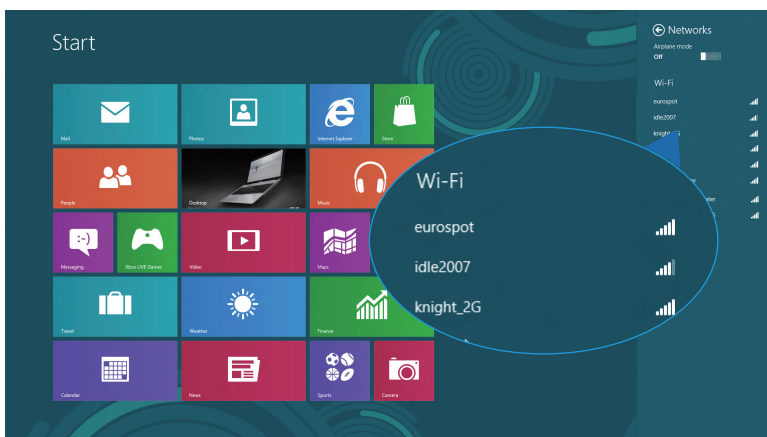 Start
Networks
Airplane mode
Off
Wi-Fi
eurospot
idle2007
Mail
Photos
Internet Explorer
Store
People
Desktop
Music
Messaging
:-)
Xbox LIVE Games
Video
Maps
Travel
Weather
Finance
Calendar
News
Sports
Camera
Wi-Fi
eurospot
idle2007
knight_2G